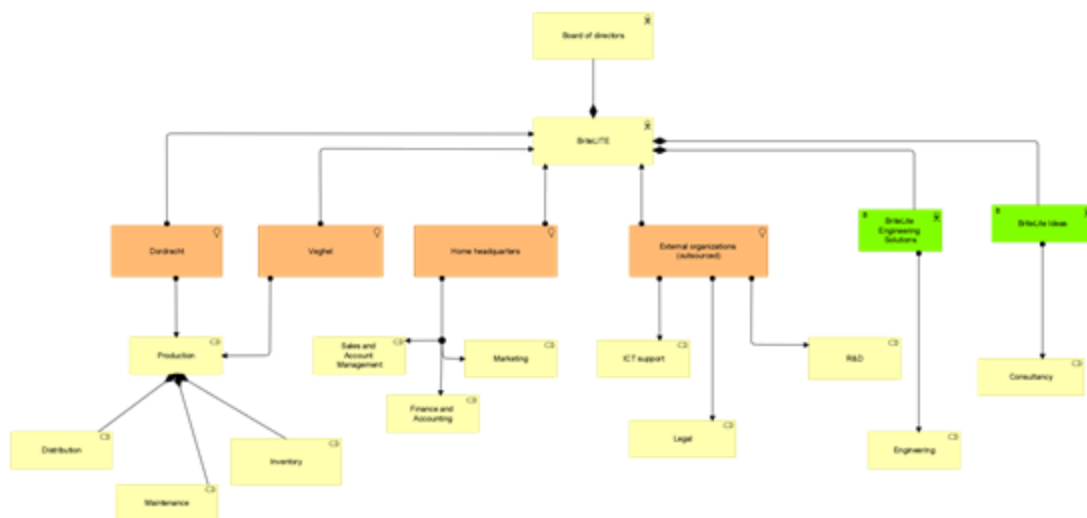 Board of directors
BriteLITE
Dordrecht
Veghel
Home headquarters
External organizations
(outsourced)
BriteLite
Engineering
Solutions
BriteLite Ideas
Production
Sales and
Account
Management
Marketing
ICT support
R&D
Consultancy
Finance and
Accounting
Distribution
Inventory
Legal
Engineering
Maintenance